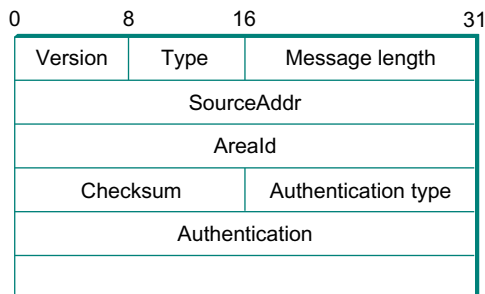 0 8 16 31
Version Type Message length
SourceAddr
AreaId
Checksum Authentication type
Authentication